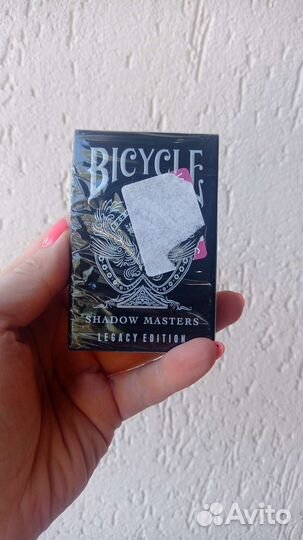 BICYCLE
SHADOW MASTERS
LEGACY EDITION
Avito